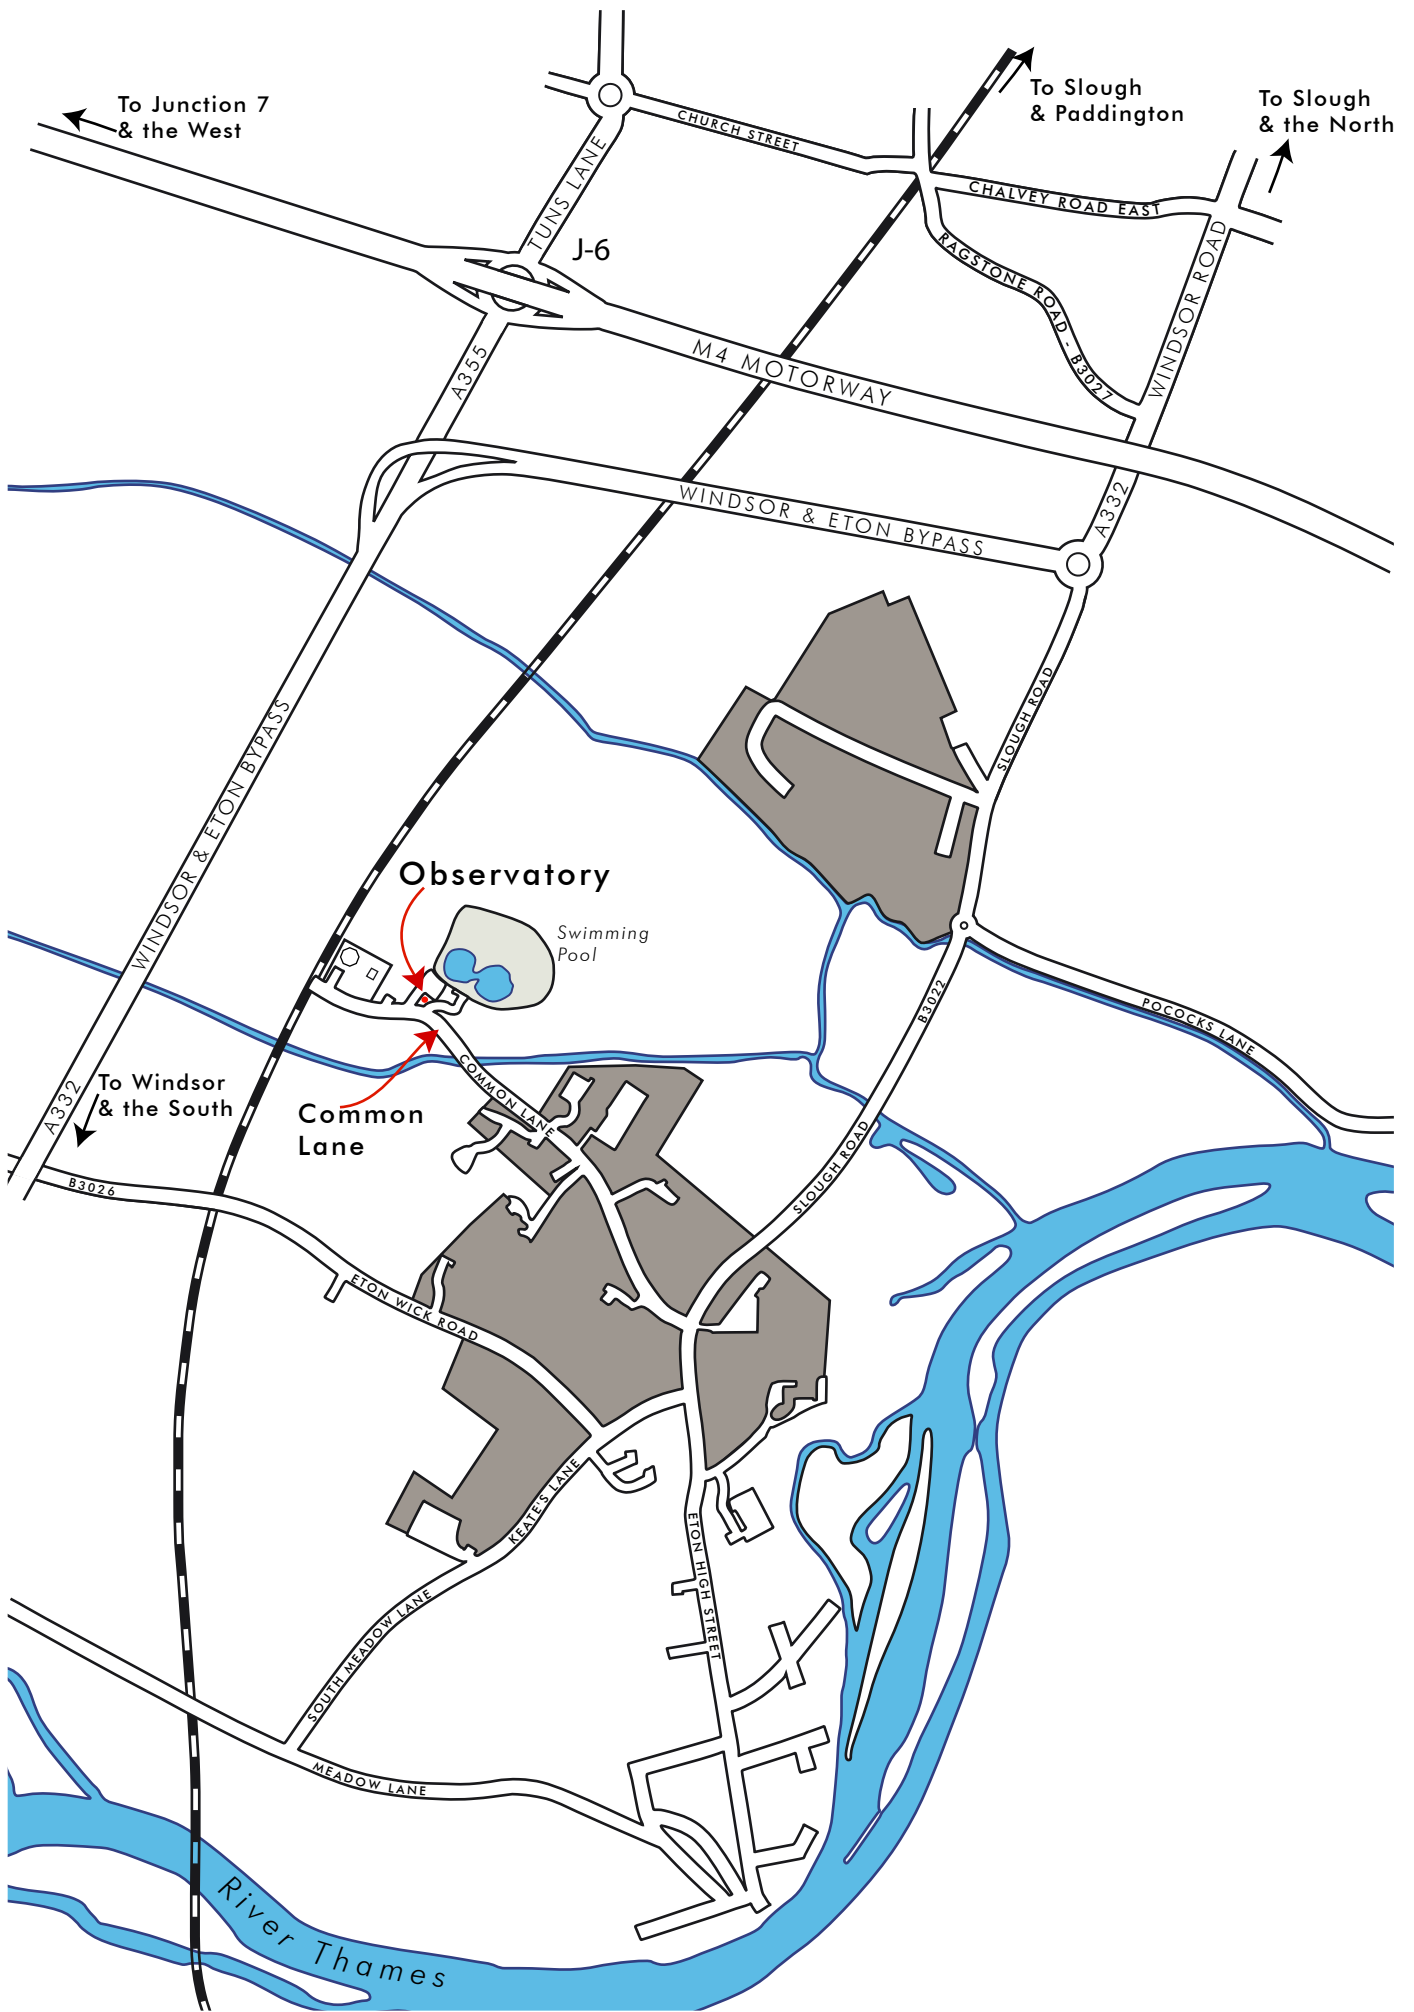 To Junction 7
& the West
To Slough
& Paddington
To Slough
& the North
CHURCH STREET
TUNS LANE
CHALVEY ROAD EAST
J-6
RAGSTONE ROAD - B3027
WINDSOR ROAD
M4 MOTORWAY
A355
WINDSOR & ETON BYPASS
A332
SLOUGH ROAD
WINDSOR & ETON BYPASS
Observatory
Swimming
Pool
B3022
POCOCKS LANE
COMMON LANE
To Windsor
& the South
A332
Common
Lane
SLOUGH ROAD
B3026
ETON WICK ROAD
KEATE'S LANE
ETON HIGH STREET
SOUTH MEADOW LANE
MEADOW LANE
River Thames